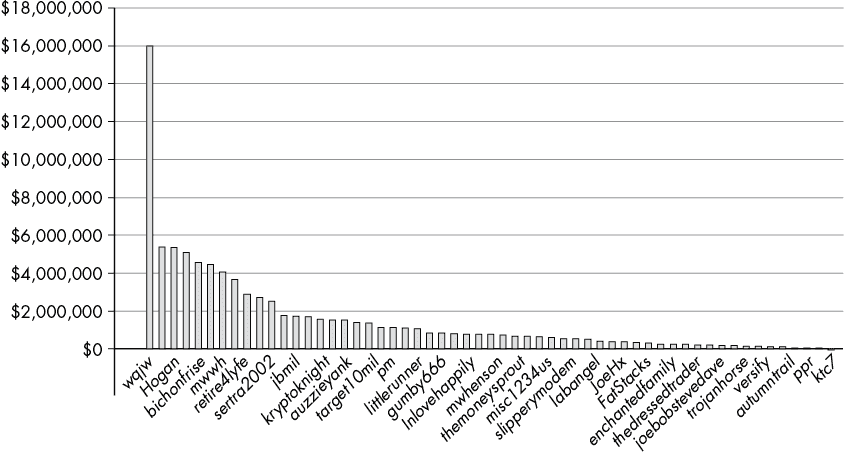 $18,000,000
$16,000,000
$14,000,000
$12,000,000
$10,000,000
$8,000,000
$6,000,000
$4,000,000
$2,000,000
$0
wqjw
Hogan
bichonfrise
mwwh
retire4lyfe
sertra2002
jbmil
kryptoknight
auzzieyank
target10mil
pm
littlerunner
gumby666
Inlovehappily
mwhenson
themoneysprout
misc1234us
slipperymodem
labangel
JoeHx
FatStacks
enchantedfamily
thedressedtrader
joebobstevedave
trojanhorse
versify
autumntrail
ppr
ktc7